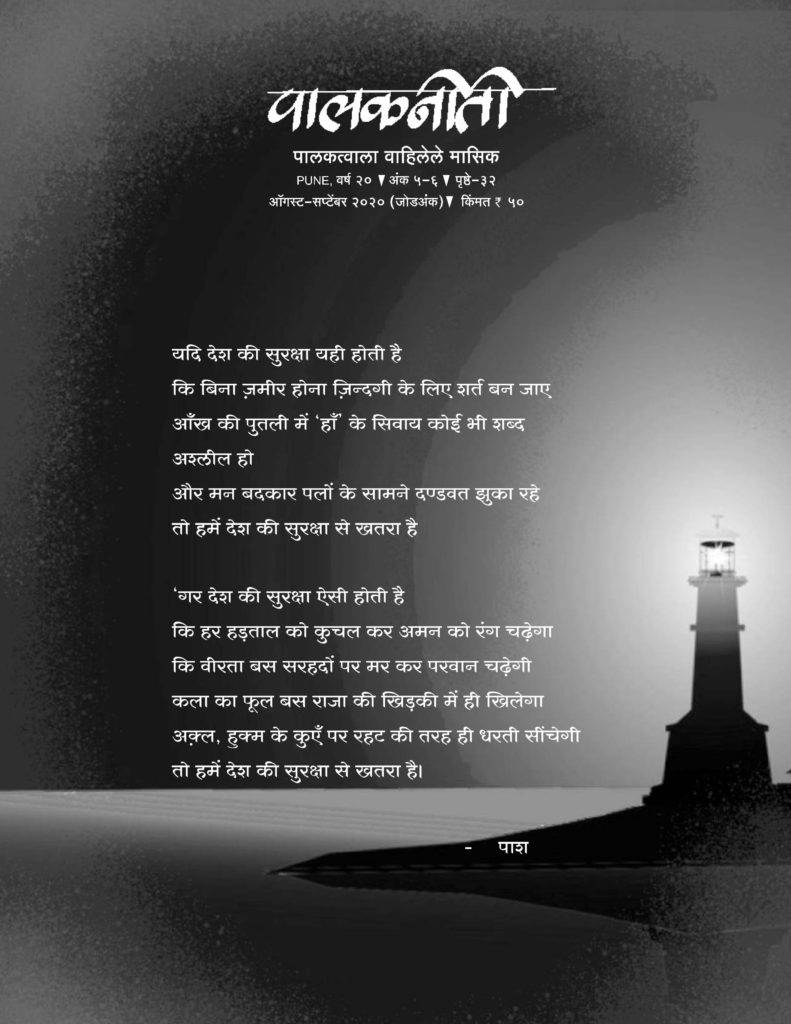 पालकनीती
पालकत्वाला वाहिलेले मासिक
PUNE, वर्ष २० ▼ अंक ५-६ ▼ पृष्ठे-३२
ऑगस्ट-सप्टेंबर २०२० (जोडअंक) ▼ किंमत ₹ ५०
यदि देश की सुरक्षा यही होती है
कि बिना ज़मीर होना ज़िन्दगी के लिए शर्त बन जाए
आँख की पुतली में ‘हाँ’ के सिवाय कोई भी शब्द
अश्लील हो
और मन बदकार पलों के सामने दण्डवत झुका रहे
तो हमें देश की सुरक्षा से ख़तरा है
‘गर देश की सुरक्षा ऐसी होती है
कि हर हड़ताल को कुचल कर अमन को रंग चढ़ेगा
कि वीरता बस सरहदों पर मर कर परवान चढ़ेगी
कला का फूल बस राजा की खिड़की में ही खिलेगा
अक़्ल, हुक्म के कुएँ पर रहट की तरह ही धरती सींचेगी
तो हमें देश की सुरक्षा से ख़तरा है।
- पाश